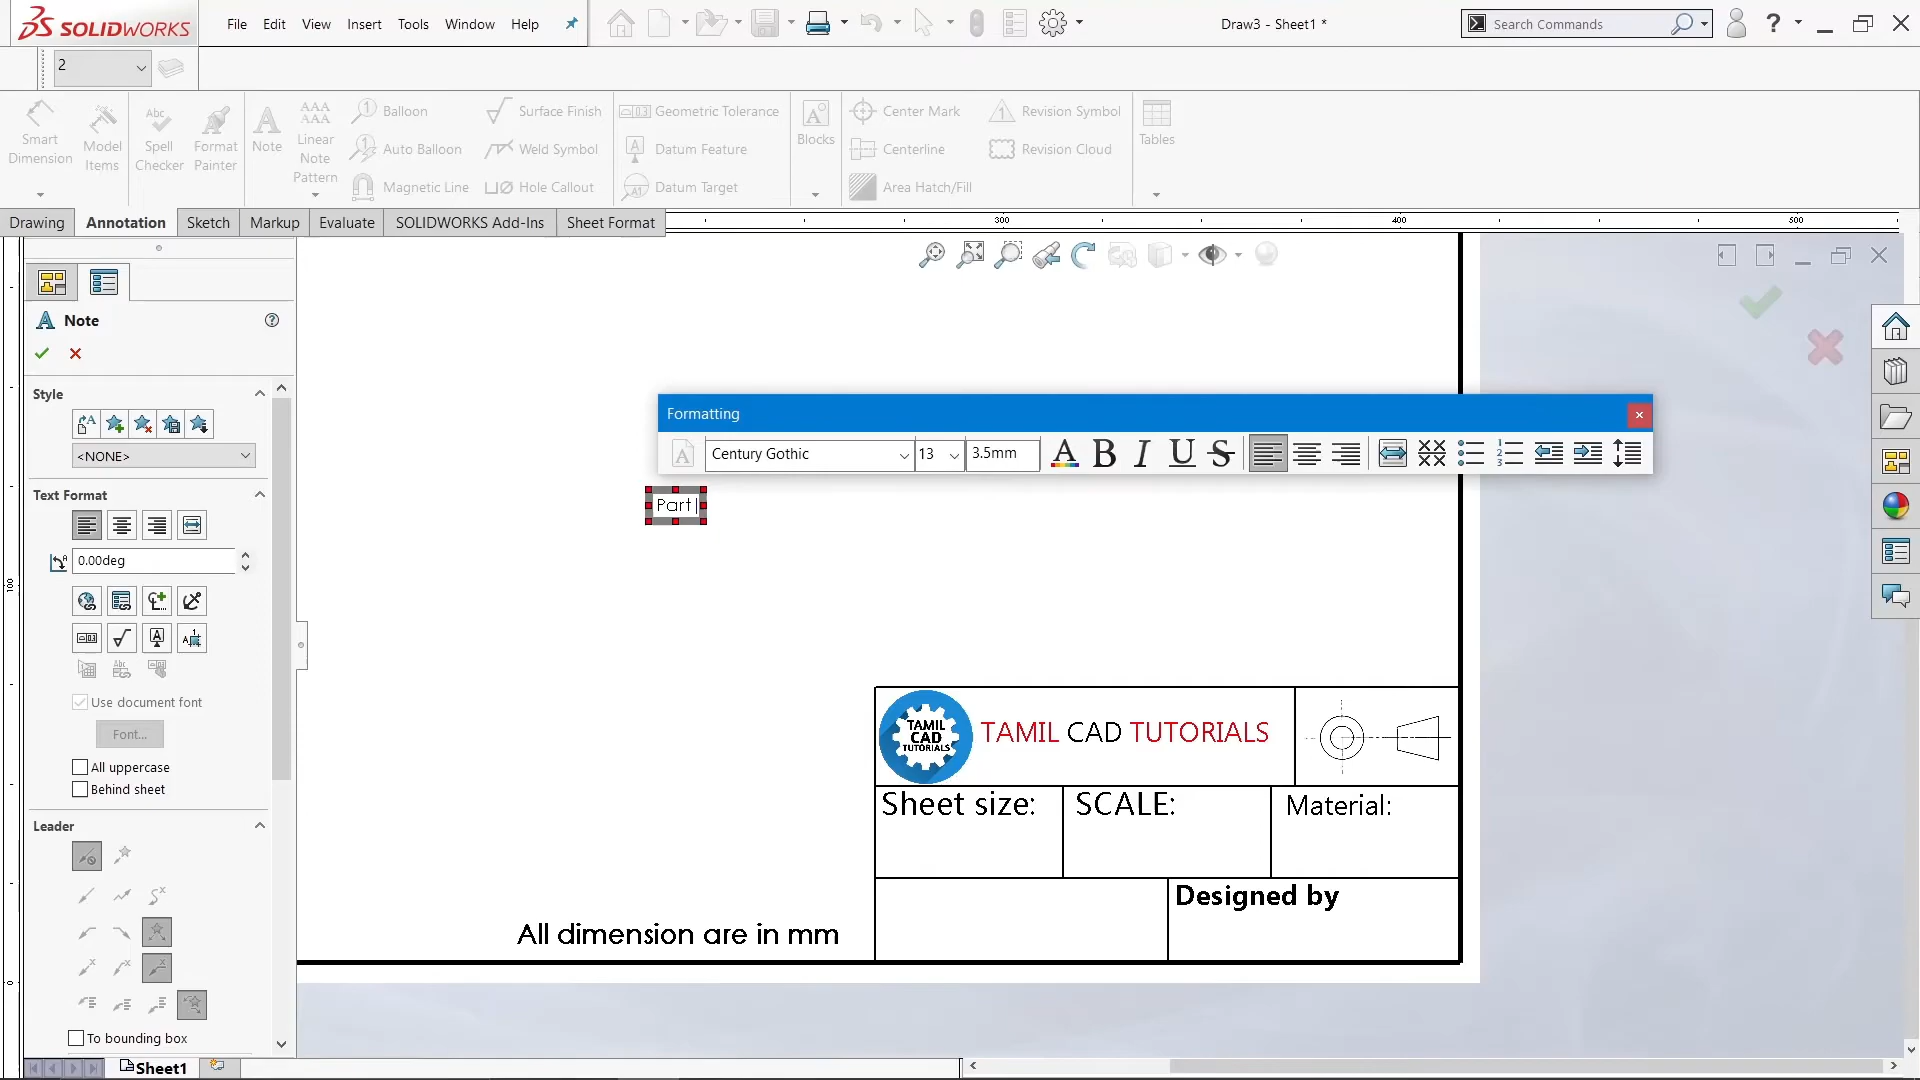 SOLIDWORKS
File Edit View Insert Tools Window Help
Draw3 - Sheet1 *
Search Commands
2
Smart Dimension
Model Items
Spell Checker
Format Painter
Note
Linear Note Pattern
Balloon
Auto Balloon
Magnetic Line
Surface Finish
Weld Symbol
Hole Callout
Geometric Tolerance
Datum Feature
Datum Target
Blocks
Center Mark
Centerline
Area Hatch/Fill
Revision Symbol
Revision Cloud
Tables
Drawing Annotation Sketch Markup Evaluate SOLIDWORKS Add-Ins Sheet Format
300 400 500
Note
Style
<NONE>
Text Format
0.00deg
Use document font
Font...
All uppercase
Behind sheet
Leader
To bounding box
100
0
Formatting
Century Gothic 13 3.5mm
Part
TAMIL CAD TUTORIALS
TAMIL CAD TUTORIALS
Sheet size: SCALE: Material:
Designed by
All dimension are in mm
Sheet1